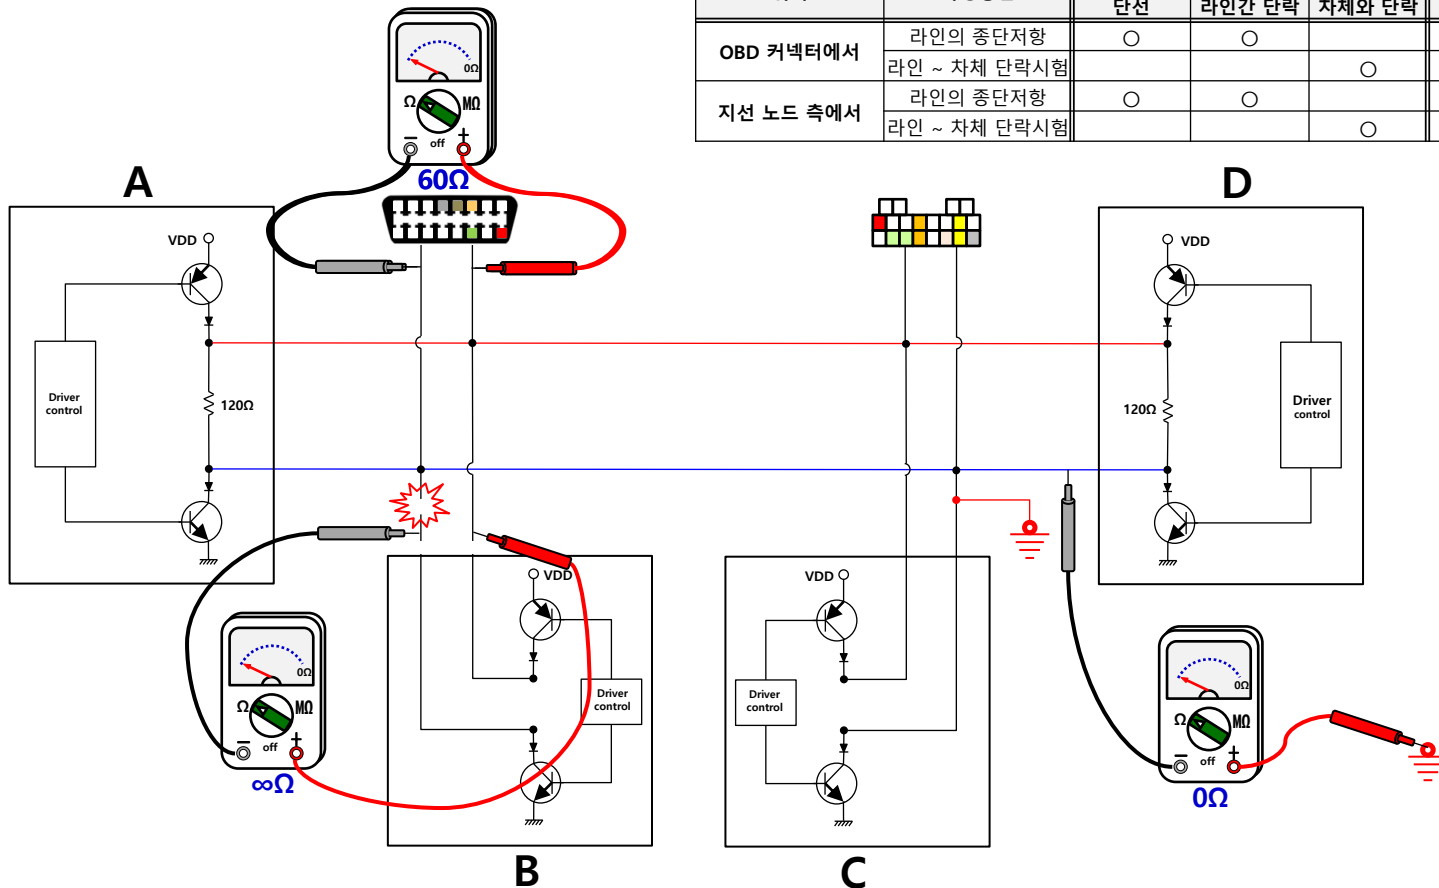 단선 라인간 단락 차체와 단락
OBD 커넥터에서 라인의 종단저항 ○ ○
라인 ~ 차체 단락시험 ○
지선 노드 측에서 라인의 종단저항 ○ ○
라인 ~ 차체 단락시험 ○
0Ω
Ω MΩ
− off +
60Ω
A
D
VDD
VDD
120Ω
120Ω
Driver
control
Driver
control
VDD
VDD
Driver
control
Driver
control
0Ω
Ω MΩ
− off +
∞Ω
0Ω
Ω MΩ
− off +
0Ω
B
C